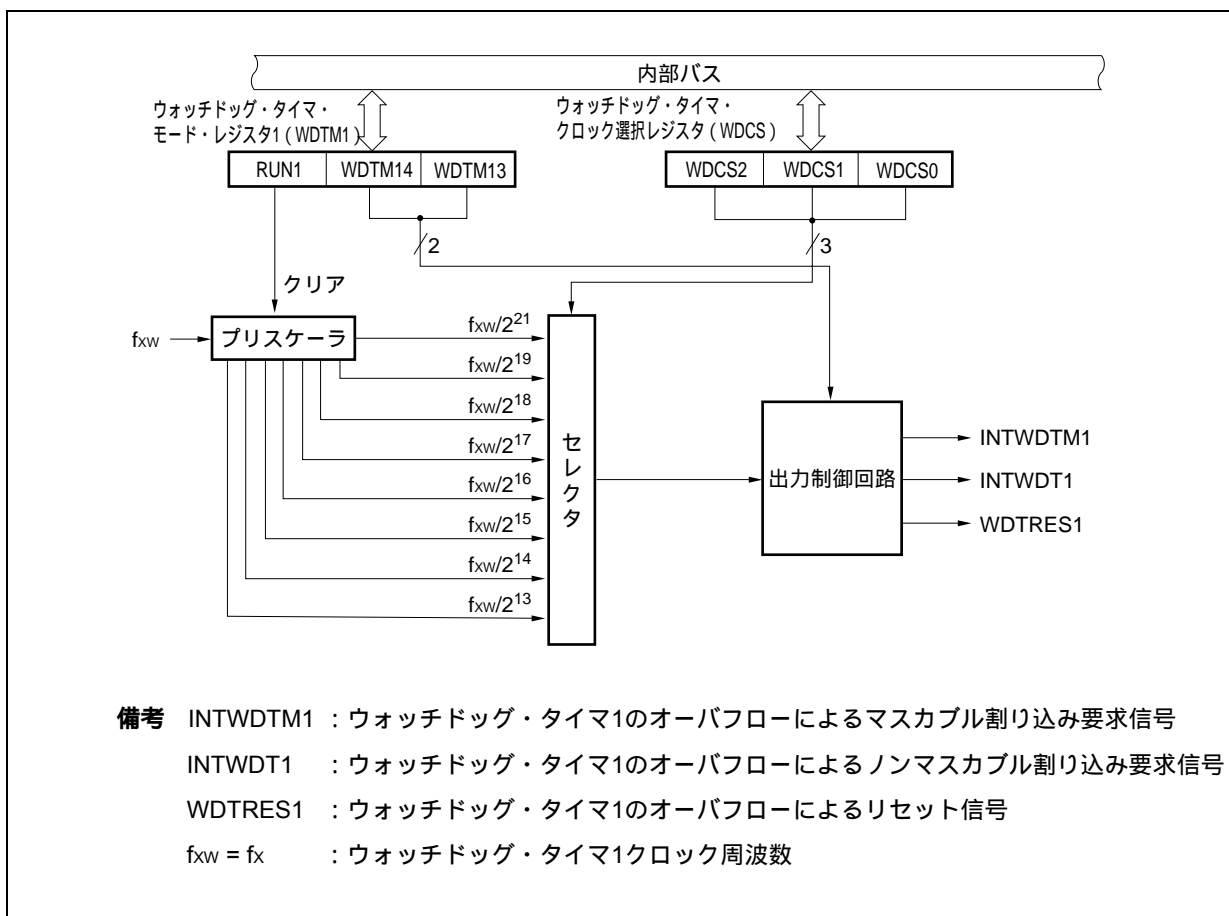 内部バス
ウォッチドッグ・タイマ・
モード・レジスタ1（WDTM1）
ウォッチドッグ・タイマ・
クロック選択レジスタ（WDCS）
RUN1 WDTM14 WDTM13
WDCS2 WDCS1 WDCS0
2
3
クリア
fxw
プリスケーラ
fxw/2²¹
fxw/2¹⁹
fxw/2¹⁸
fxw/2¹⁷
fxw/2¹⁶
fxw/2¹⁵
fxw/2¹⁴
fxw/2¹³
セレクタ
出力制御回路
INTWDTM1
INTWDT1
WDTRES1
備考 INTWDTM1 ：ウォッチドッグ・タイマ1のオーバフローによるマスカブル割り込み要求信号
INTWDT1 ：ウォッチドッグ・タイマ1のオーバフローによるノンマスカブル割り込み要求信号
WDTRES1 ：ウォッチドッグ・タイマ1のオーバフローによるリセット信号
fxw = fx ：ウォッチドッグ・タイマ1クロック周波数